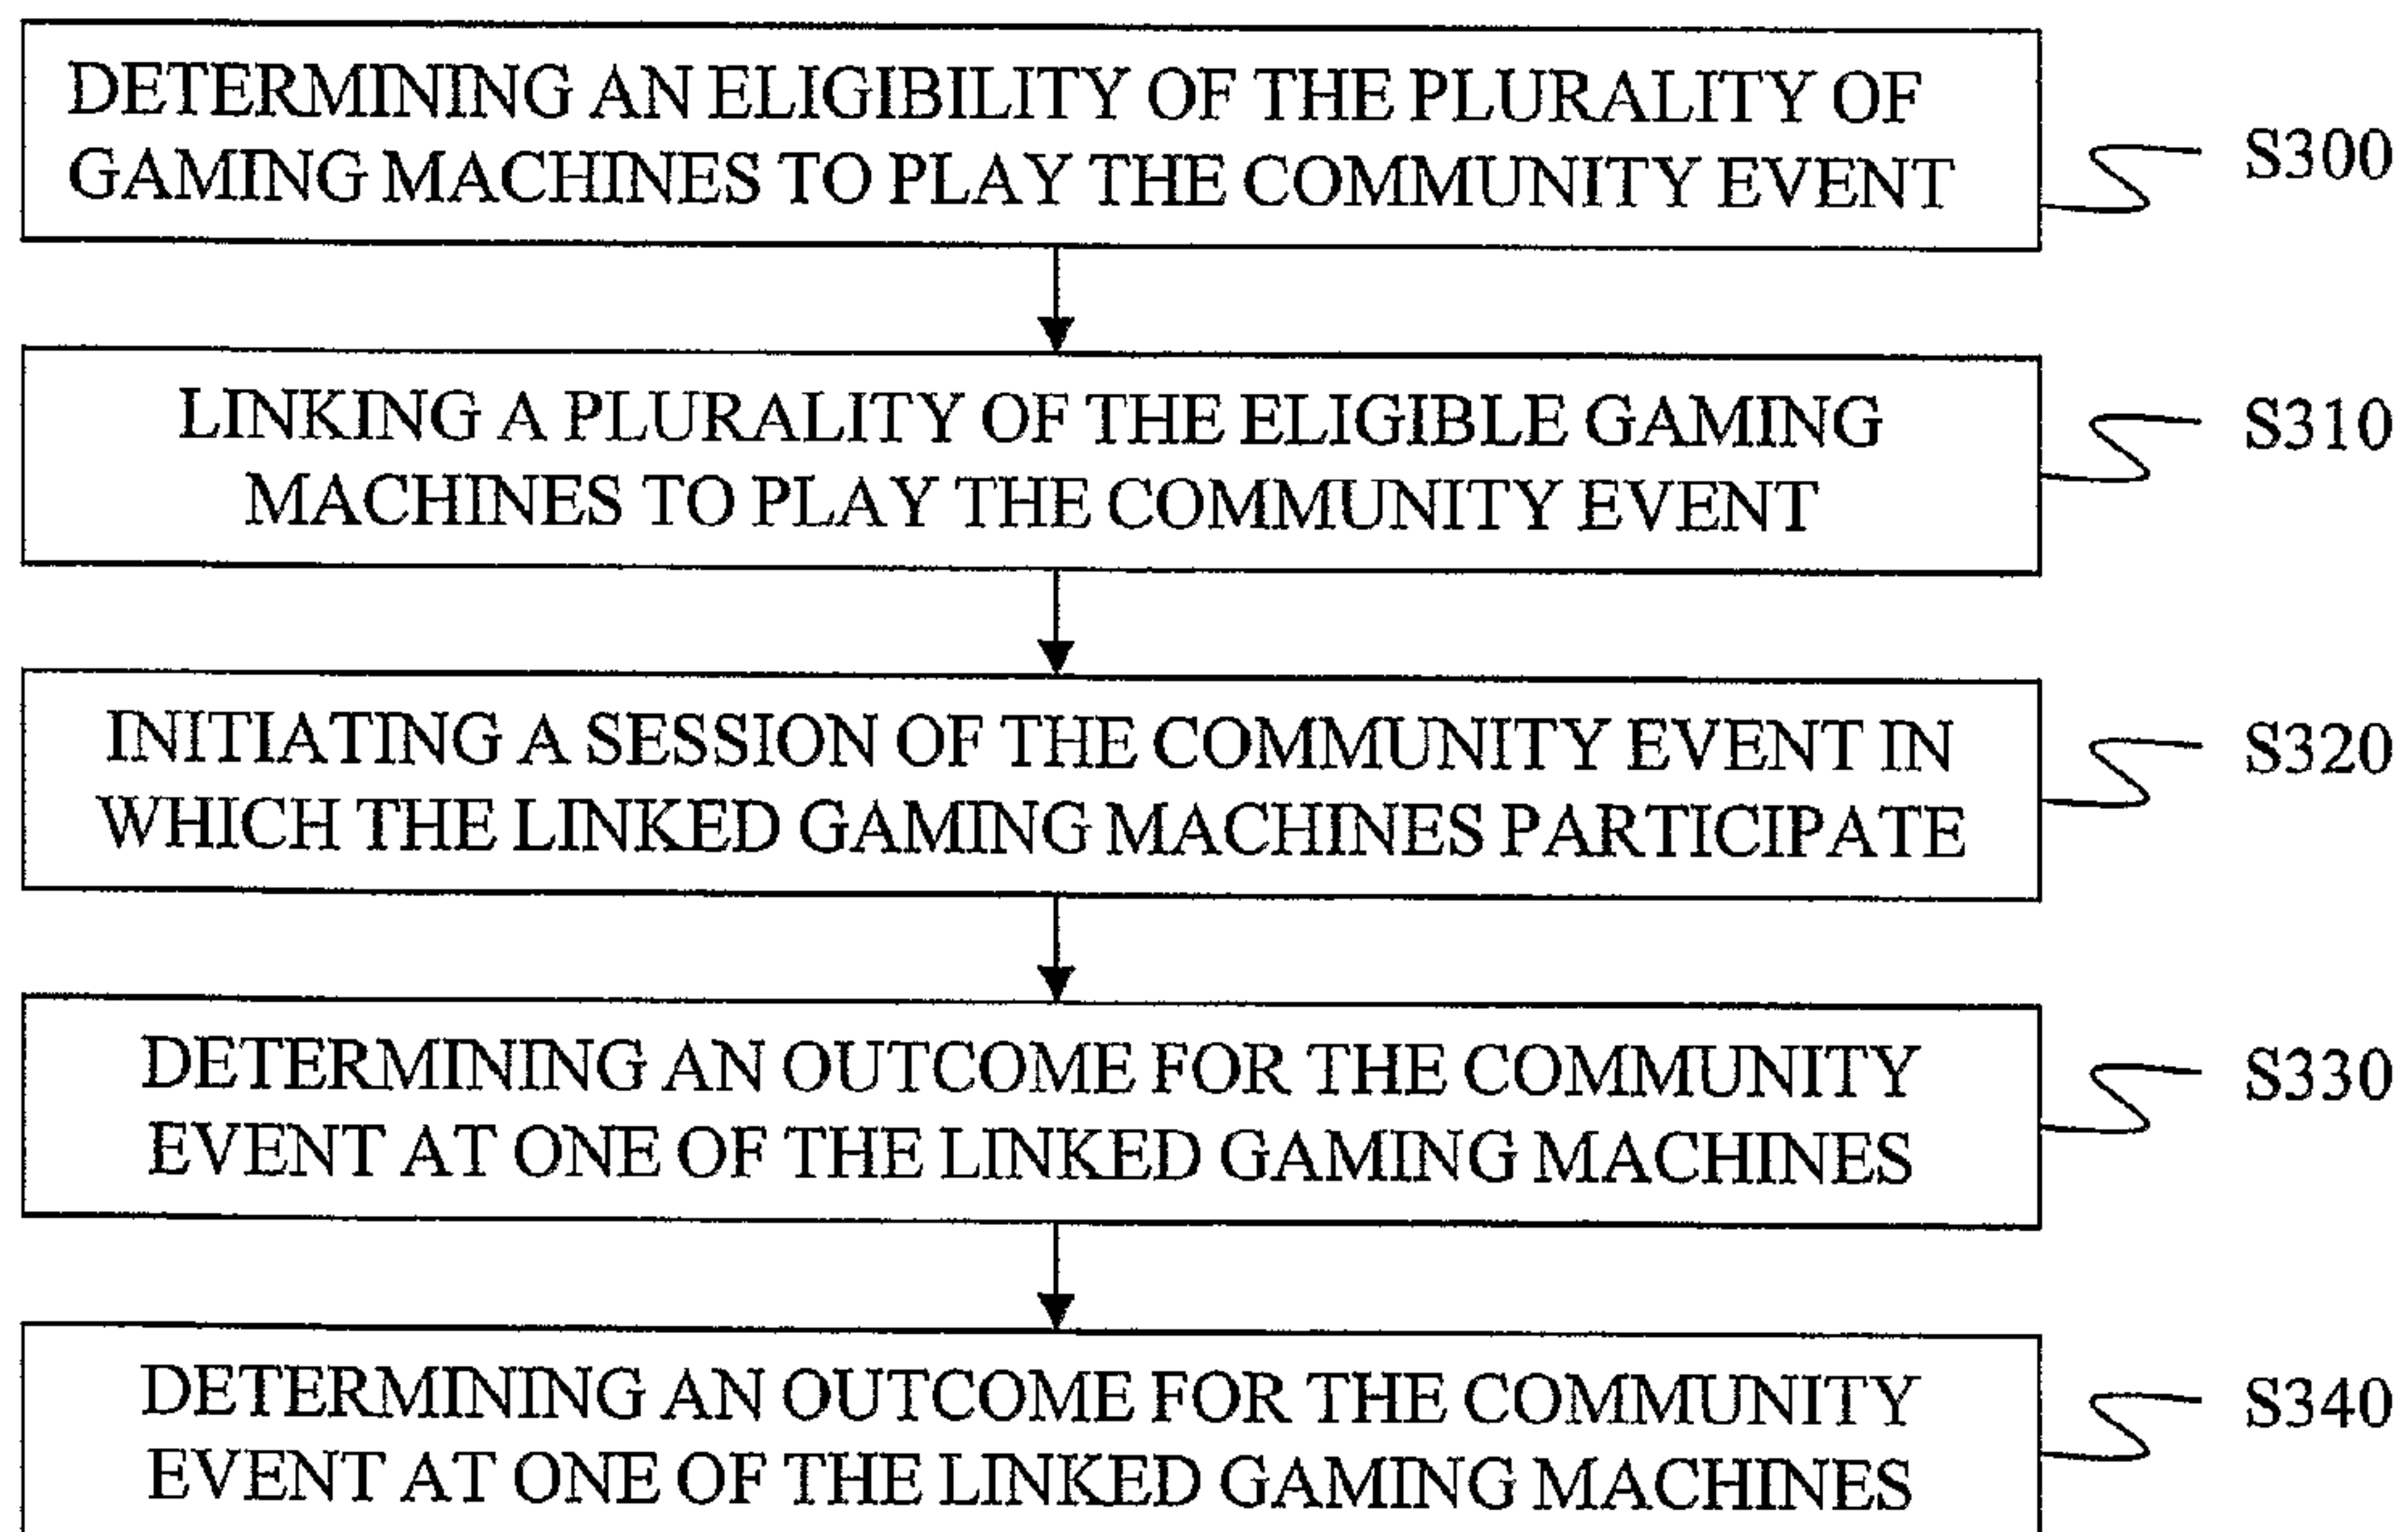 DETERMINING AN ELIGIBILITY OF THE PLURALITY OF
GAMING MACHINES TO PLAY THE COMMUNITY EVENT
S300
LINKING A PLURALITY OF THE ELIGIBLE GAMING
MACHINES TO PLAY THE COMMUNITY EVENT
S310
INITIATING A SESSION OF THE COMMUNITY EVENT IN
WHICH THE LINKED GAMING MACHINES PARTICIPATE
S320
DETERMINING AN OUTCOME FOR THE COMMUNITY
EVENT AT ONE OF THE LINKED GAMING MACHINES
S330
DETERMINING AN OUTCOME FOR THE COMMUNITY
EVENT AT ONE OF THE LINKED GAMING MACHINES
S340